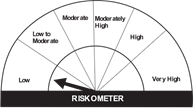 Low
Low to
Moderate
Moderate
Moderately
High
High
Very High
RISKOMETER